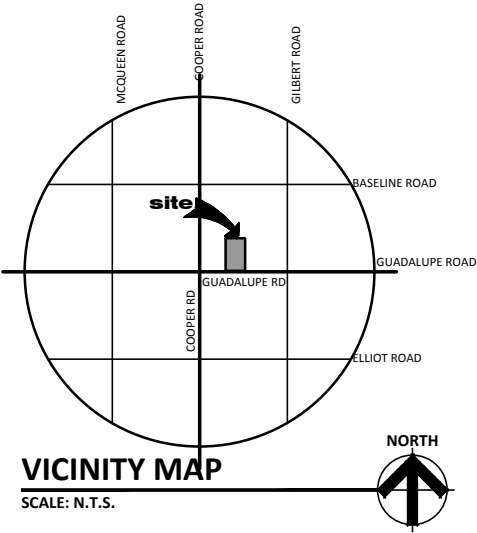 MCQUEEN ROAD
COOPER ROAD
GILBERT ROAD
BASELINE ROAD
site
GUADALUPE ROAD
GUADALUPE RD
COOPER RD
ELLIOT ROAD
NORTH
VICINITY MAP
SCALE: N.T.S.